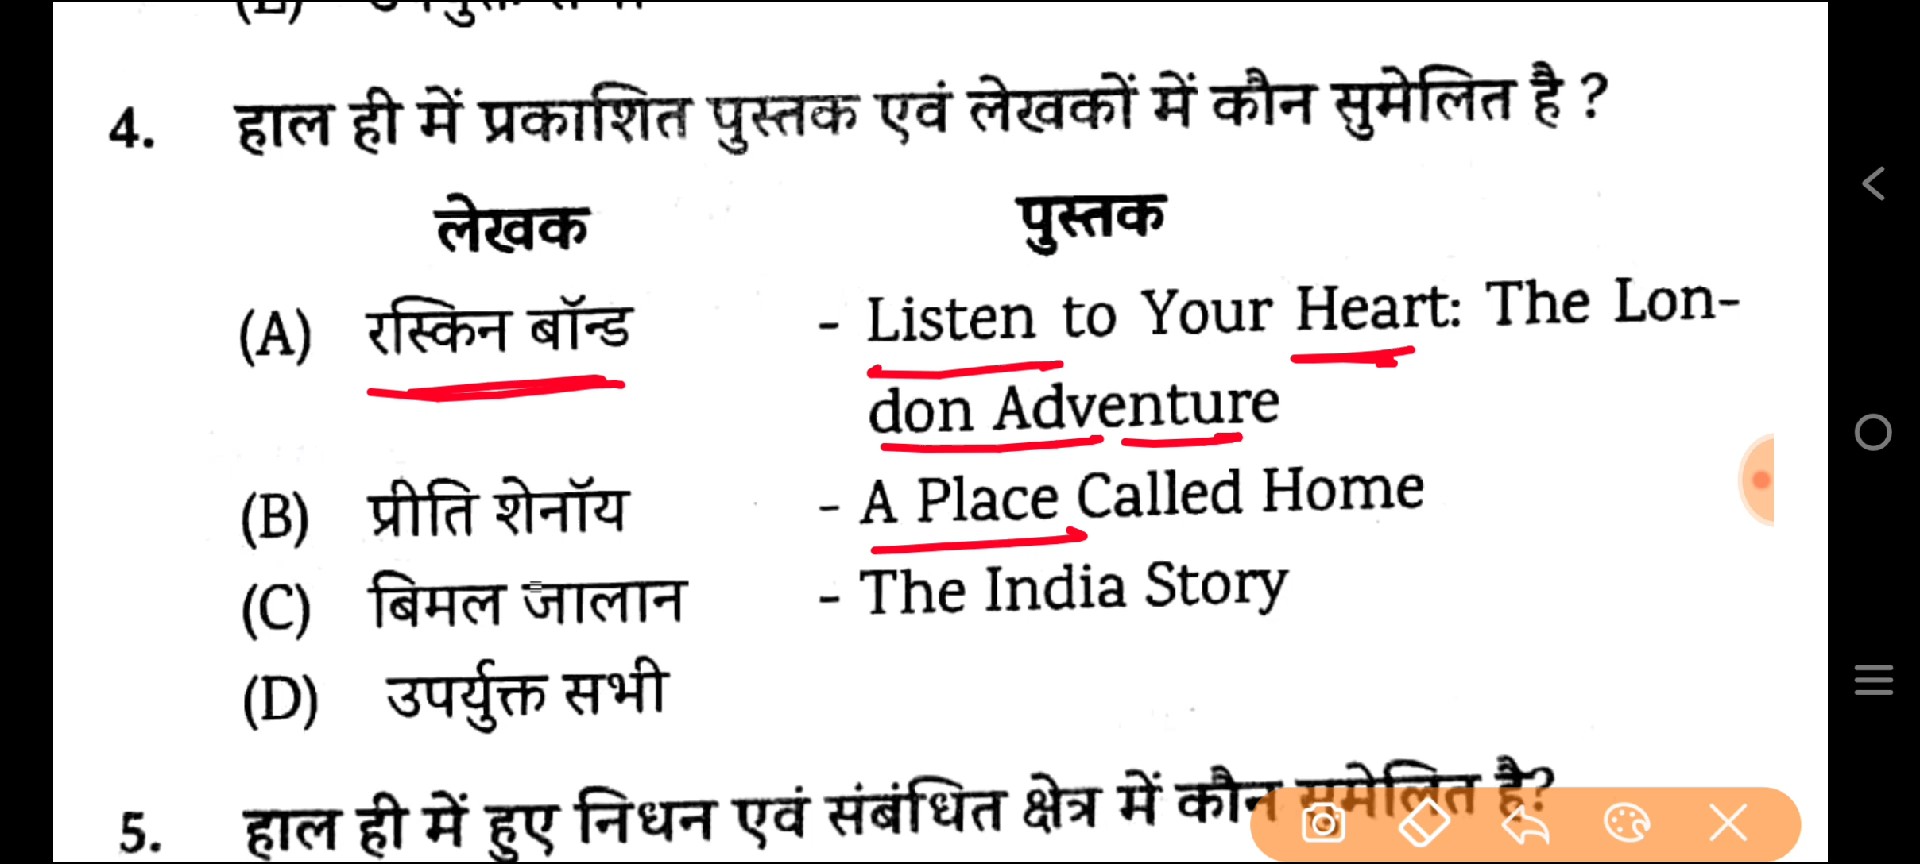 4. हाल ही में प्रकाशित पुस्तक एवं लेखकों में कौन सुमेलित है ?
लेखक पुस्तक
(A) रस्किन बॉन्ड - Listen to Your Heart: The Lon-
don Adventure
(B) प्रीति शेनॉय - A Place Called Home
(C) बिमल जालान - The India Story
(D) उपर्युक्त सभी
5. हाल ही में हुए निधन एवं संबंधित क्षेत्र में कौन सुमेलित है?